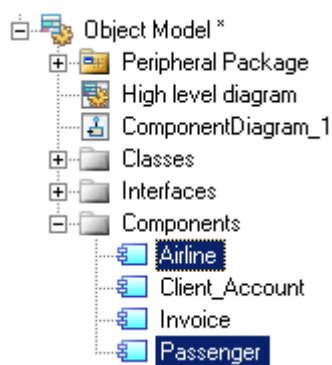 Object Model *
Peripheral Package
High level diagram
ComponentDiagram_1
Classes
Interfaces
Components
Airline
Client_Account
Invoice
Passenger